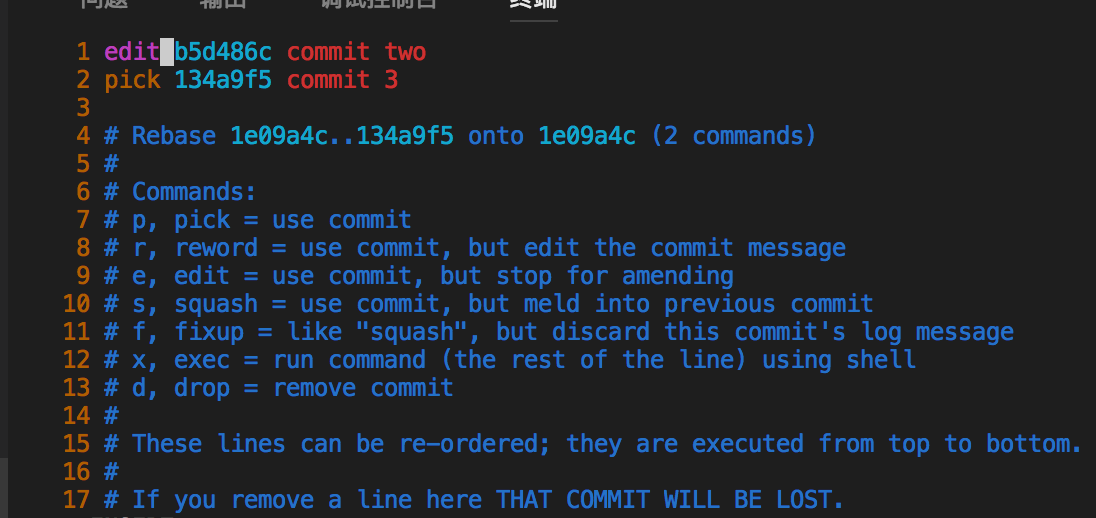 问题 输出 调试控制台 终端
1 edit b5d486c commit two
2 pick 134a9f5 commit 3
3
4 # Rebase 1e09a4c..134a9f5 onto 1e09a4c (2 commands)
5 #
6 # Commands:
7 # p, pick = use commit
8 # r, reword = use commit, but edit the commit message
9 # e, edit = use commit, but stop for amending
10 # s, squash = use commit, but meld into previous commit
11 # f, fixup = like "squash", but discard this commit's log message
12 # x, exec = run command (the rest of the line) using shell
13 # d, drop = remove commit
14 #
15 # These lines can be re-ordered; they are executed from top to bottom.
16 #
17 # If you remove a line here THAT COMMIT WILL BE LOST.